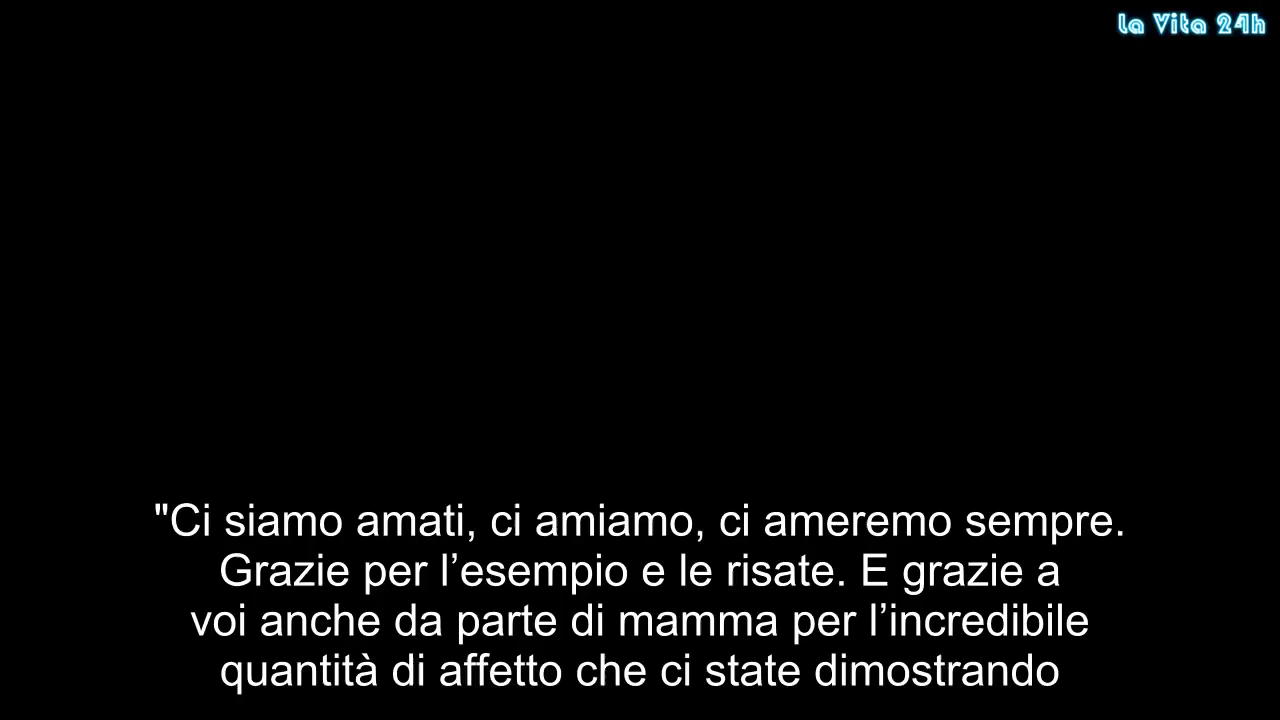 La Vita 24h
"Ci siamo amati, ci amiamo, ci ameremo sempre.
Grazie per l’esempio e le risate. E grazie a
voi anche da parte di mamma per l’incredibile
quantità di affetto che ci state dimostrando